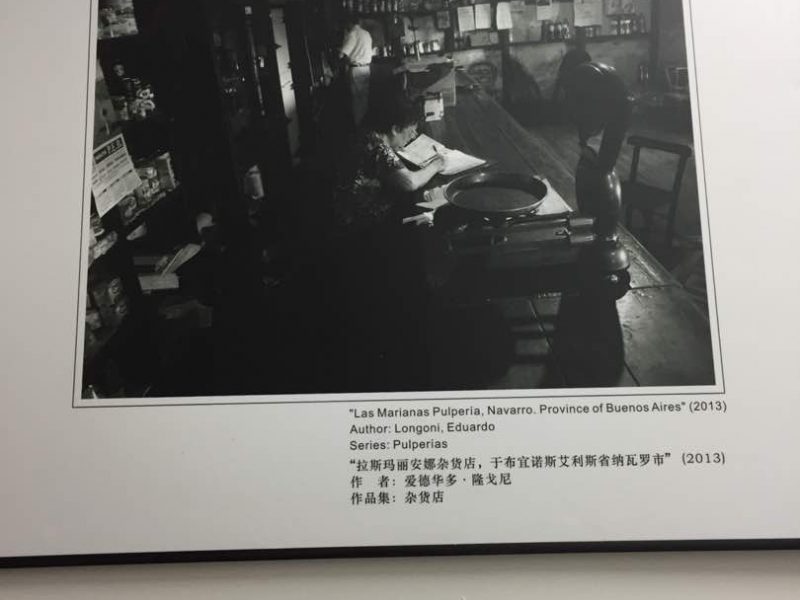 "Las Marianas Pulpería, Navarro. Province of Buenos Aires" (2013)
Author: Longoni, Eduardo
Series: Pulperías
“拉斯玛丽安娜杂货店，于布宜诺斯艾利斯省纳瓦罗市” (2013)
作　者：爱德华多·隆戈尼
作品集：杂货店